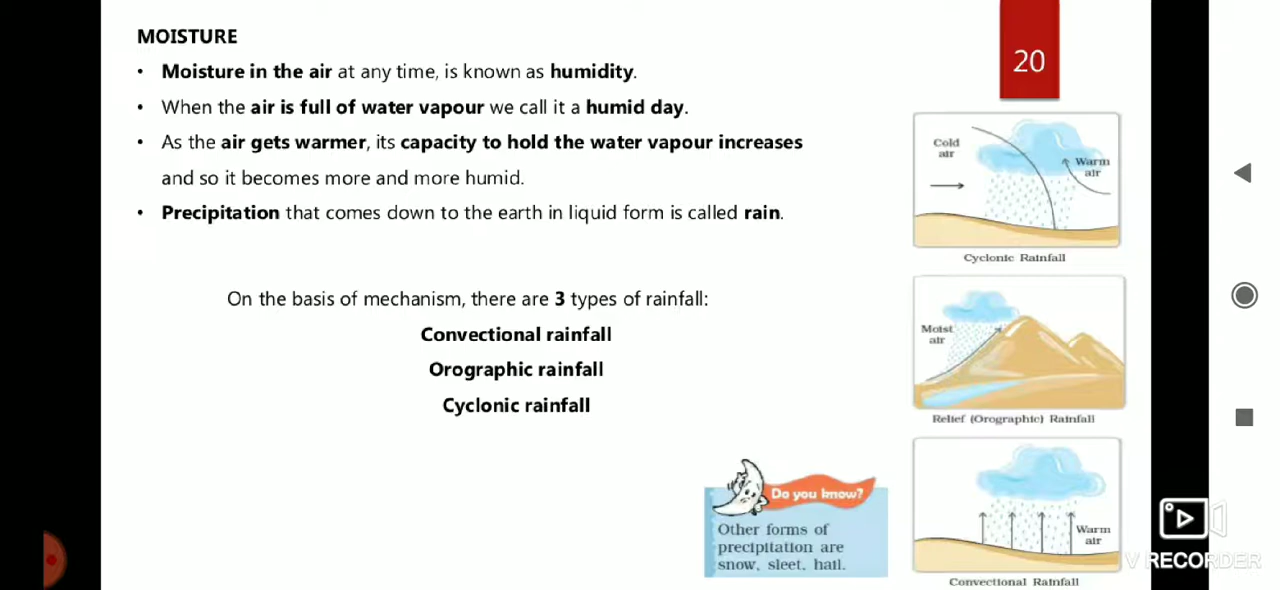 MOISTURE
• Moisture in the air at any time, is known as humidity.
• When the air is full of water vapour we call it a humid day.
• As the air gets warmer, its capacity to hold the water vapour increases
and so it becomes more and more humid.
• Precipitation that comes down to the earth in liquid form is called rain.
On the basis of mechanism, there are 3 types of rainfall:
Convectional rainfall
Orographic rainfall
Cyclonic rainfall
Do you know?
Other forms of
precipitation are
snow, sleet, hail.
20
Cold
air
Warm
air
Cyclonic Rainfall
Moist
air
Relief (Orographic) Rainfall
Warm
air
Convectional Rainfall
V RECORDER